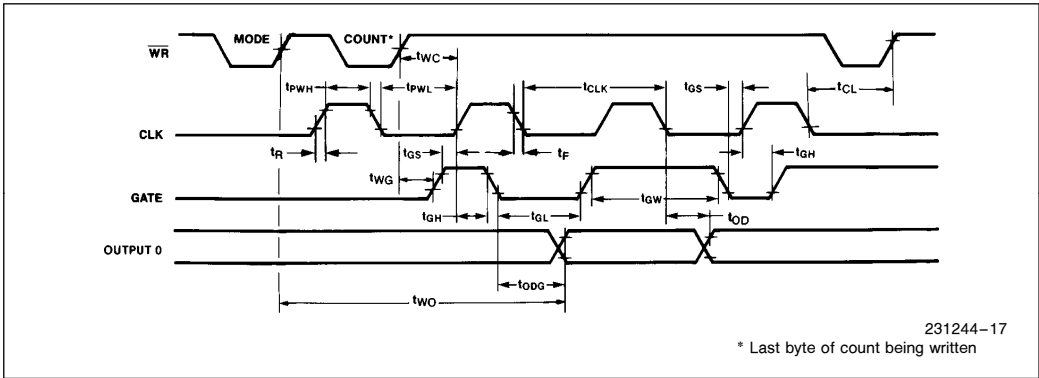 MODE COUNT*
WR
tWC
tPWH tPWL tCLK tGS tCL
CLK
tR tGS tF tGH
tWG
GATE
tGH tGL tGW tOD
OUTPUT 0
tODG
tWO
231244–17
* Last byte of count being written